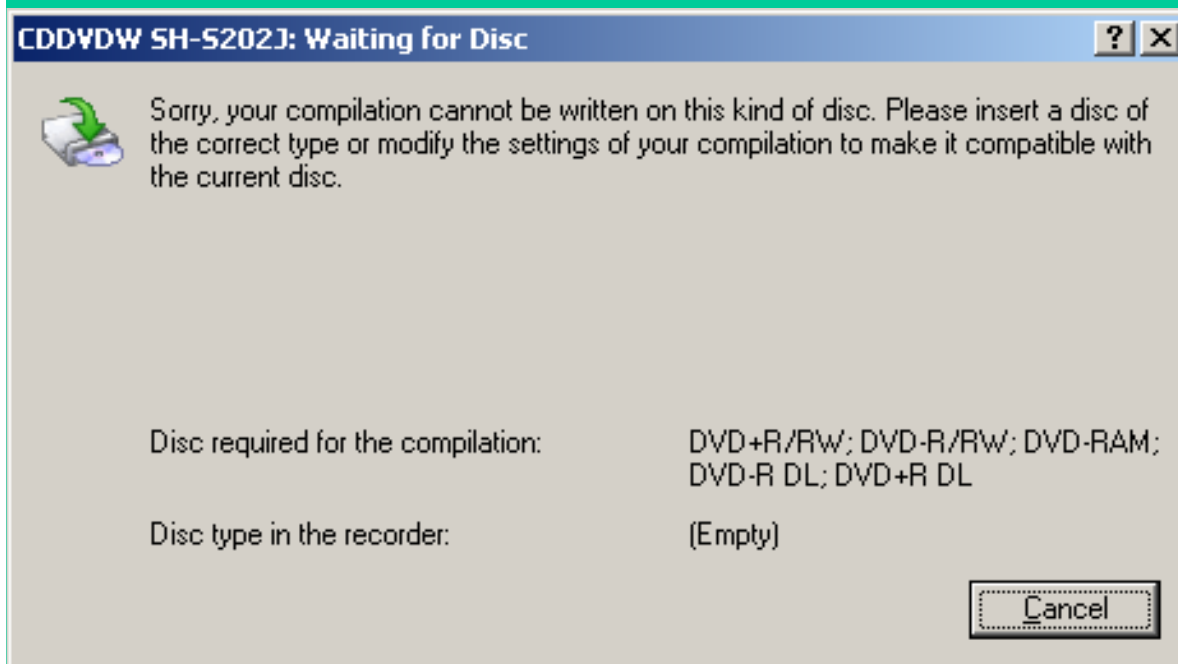 CDDVDW SH-S202J: Waiting for Disc
Sorry, your compilation cannot be written on this kind of disc. Please insert a disc of
the correct type or modify the settings of your compilation to make it compatible with
the current disc.
Disc required for the compilation: DVD+R/RW; DVD-R/RW; DVD-RAM;
DVD-R DL; DVD+R DL
Disc type in the recorder: (Empty)
Cancel